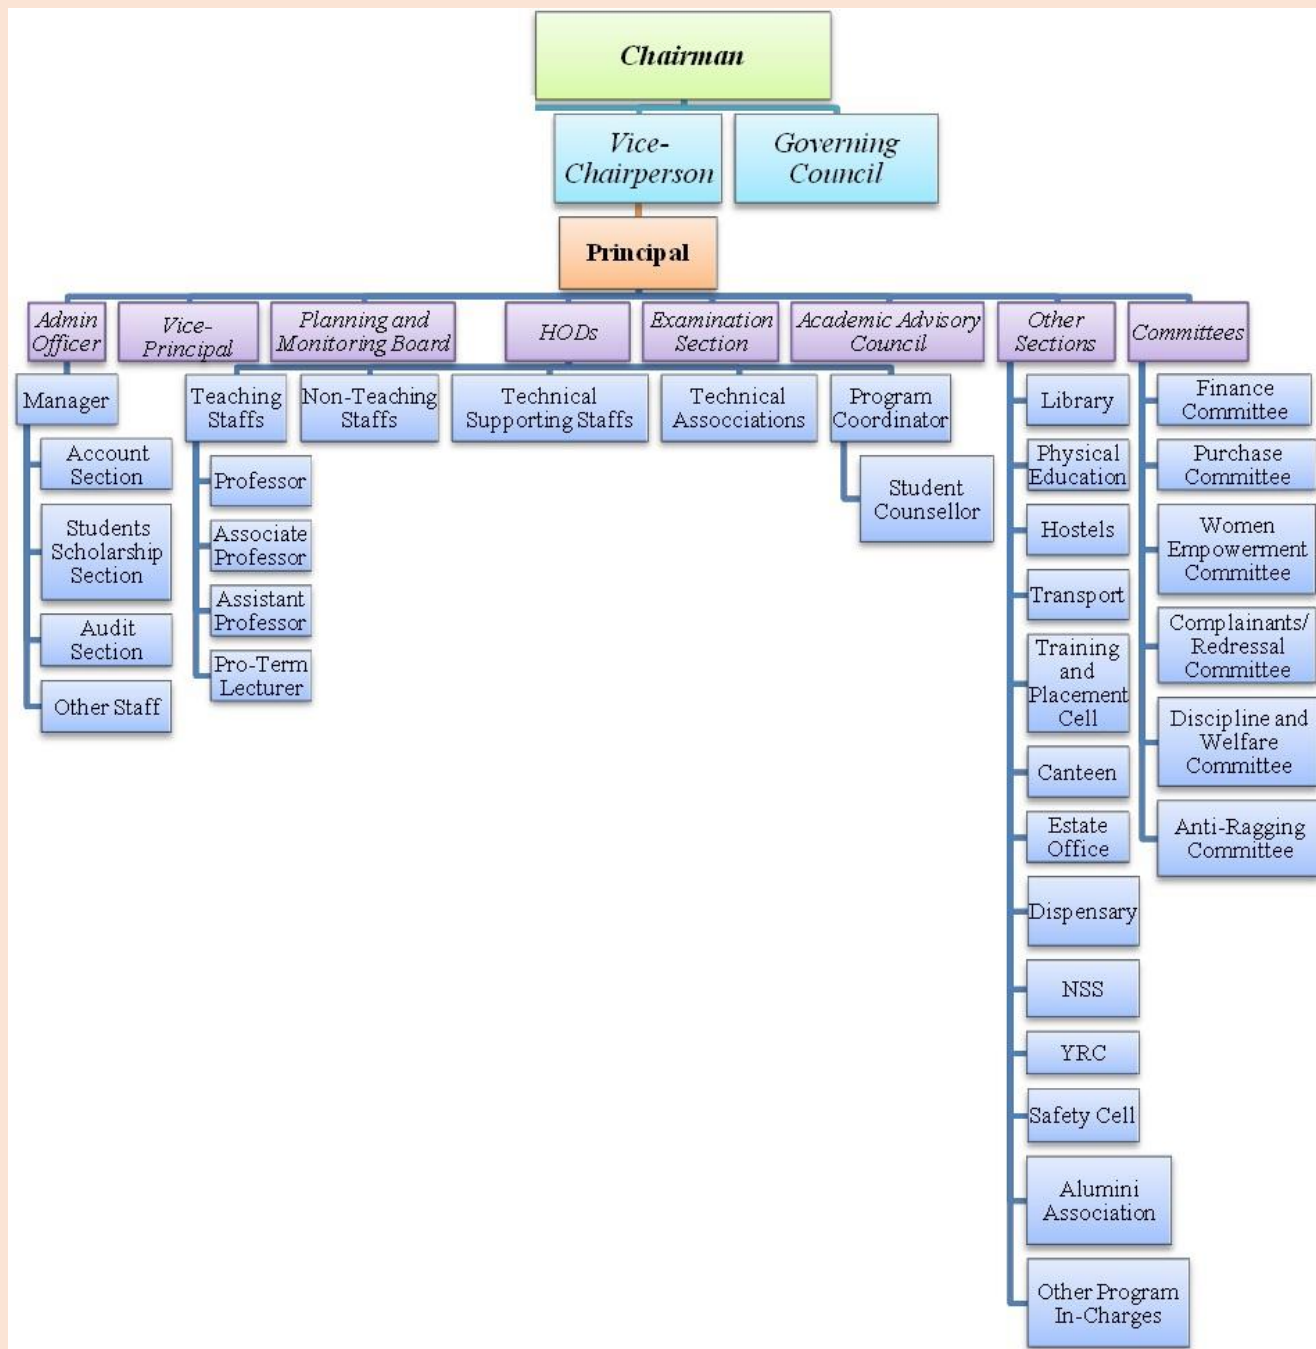 Chairman
Vice-
Chairperson
Governing
Council
Principal
Admin
Officer
Vice-
Principal
Planning and
Monitoring Board
HODs
Examination
Section
Academic Advisory
Council
Other
Sections
Committees
Manager
Account
Section
Students
Scholarship
Section
Audit
Section
Other Staff
Teaching
Staffs
Non-Teaching
Staffs
Technical
Supporting Staffs
Technical
Assocciations
Program
Coordinator
Professor
Associate
Professor
Assistant
Professor
Pro-Term
Lecturer
Student
Counsellor
Library
Physical
Education
Hostels
Transport
Training
and
Placement
Cell
Canteen
Estate
Office
Dispensary
NSS
YRC
Safety Cell
Alumini
Association
Other Program
In-Charges
Finance
Committee
Purchase
Committee
Women
Empowerment
Committee
Complainants/
Redressal
Committee
Discipline and
Welfare
Committee
Anti-Ragging
Committee